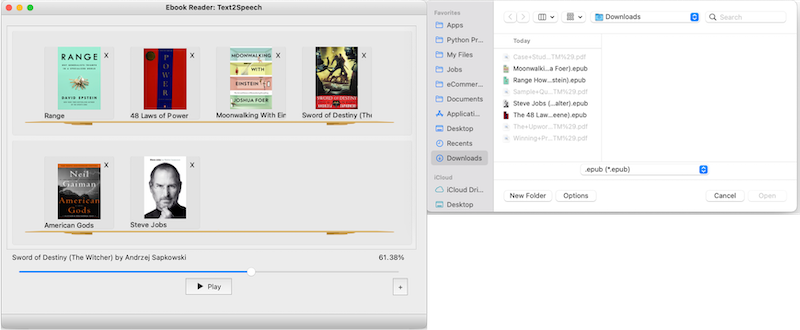 Ebook Reader: Text2Speech
RANGE
DAVID EPSTEIN
X
POWER
X
MOONWALKING
WITH
EINSTEIN
JOSHUA FOER
X
X
Range
48 Laws of Power
Moonwalking With Ein
Sword of Destiny (The
Neil
Gaiman
American
Gods
X
Steve Jobs
X
American Gods
Steve Jobs
Sword of Destiny (The Witcher) by Andrzej Sapkowski
61.38%
Play
+
Favorites
Apps
Python Pr...
My Files
Jobs
eCommer...
Documents
Applicati...
Desktop
Recents
Downloads
iCloud
iCloud Dri...
Desktop
Downloads
Search
Today
Case+Stud...TM%29.pdf
Moonwalki...a Foer).epub
Range How...stein).epub
Sample+Qu...TM%29.pdf
Steve Jobs (...alter).epub
The 48 Law...eene).epub
The+Upwor...TM%29.pdf
Winning+Pr...TM%29.pdf
.epub (*.epub)
New Folder
Options
Cancel
Open